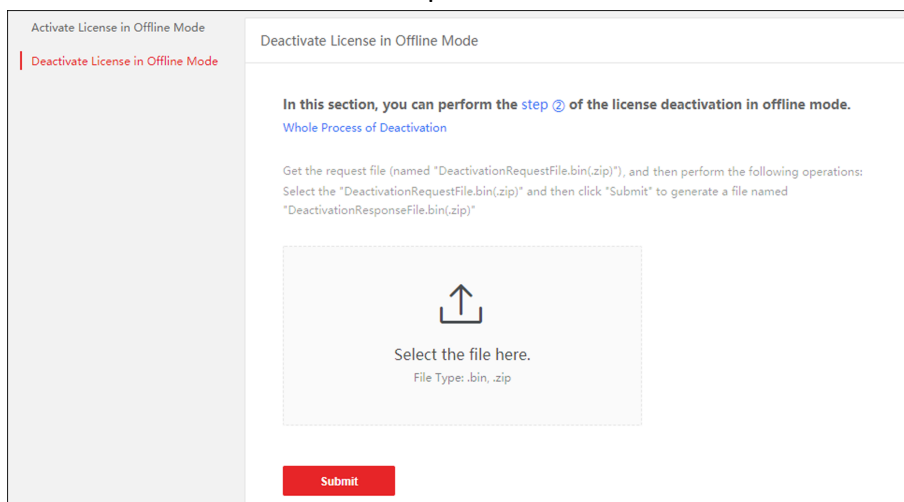 Activate License in Offline Mode
Deactivate License in Offline Mode
Deactivate License in Offline Mode
In this section, you can perform the step ② of the license deactivation in offline mode.
Whole Process of Deactivation
Get the request file (named "DeactivationRequestFile.bin(.zip)"), and then perform the following operations:
Select the "DeactivationRequestFile.bin(.zip)" and then click "Submit" to generate a file named
"DeactivationResponseFile.bin(.zip)"
Select the file here.
File Type: .bin, .zip
Submit